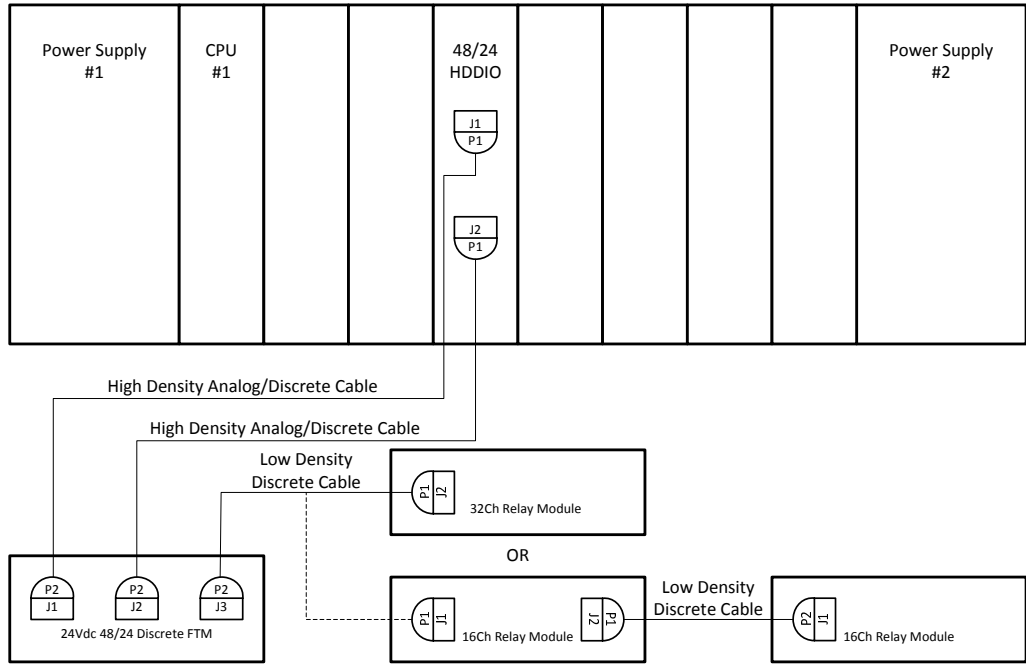 Power Supply
#1
CPU
#1
48/24
HDDIO
Power Supply
#2
J1
P1
J2
P1
High Density Analog/Discrete Cable
High Density Analog/Discrete Cable
Low Density
Discrete Cable
P1
J2
32Ch Relay Module
OR
P2
J1
P2
J2
P2
J3
24Vdc 48/24 Discrete FTM
P1
J1
16Ch Relay Module
J2
P1
Low Density
Discrete Cable
P2
J1
16Ch Relay Module